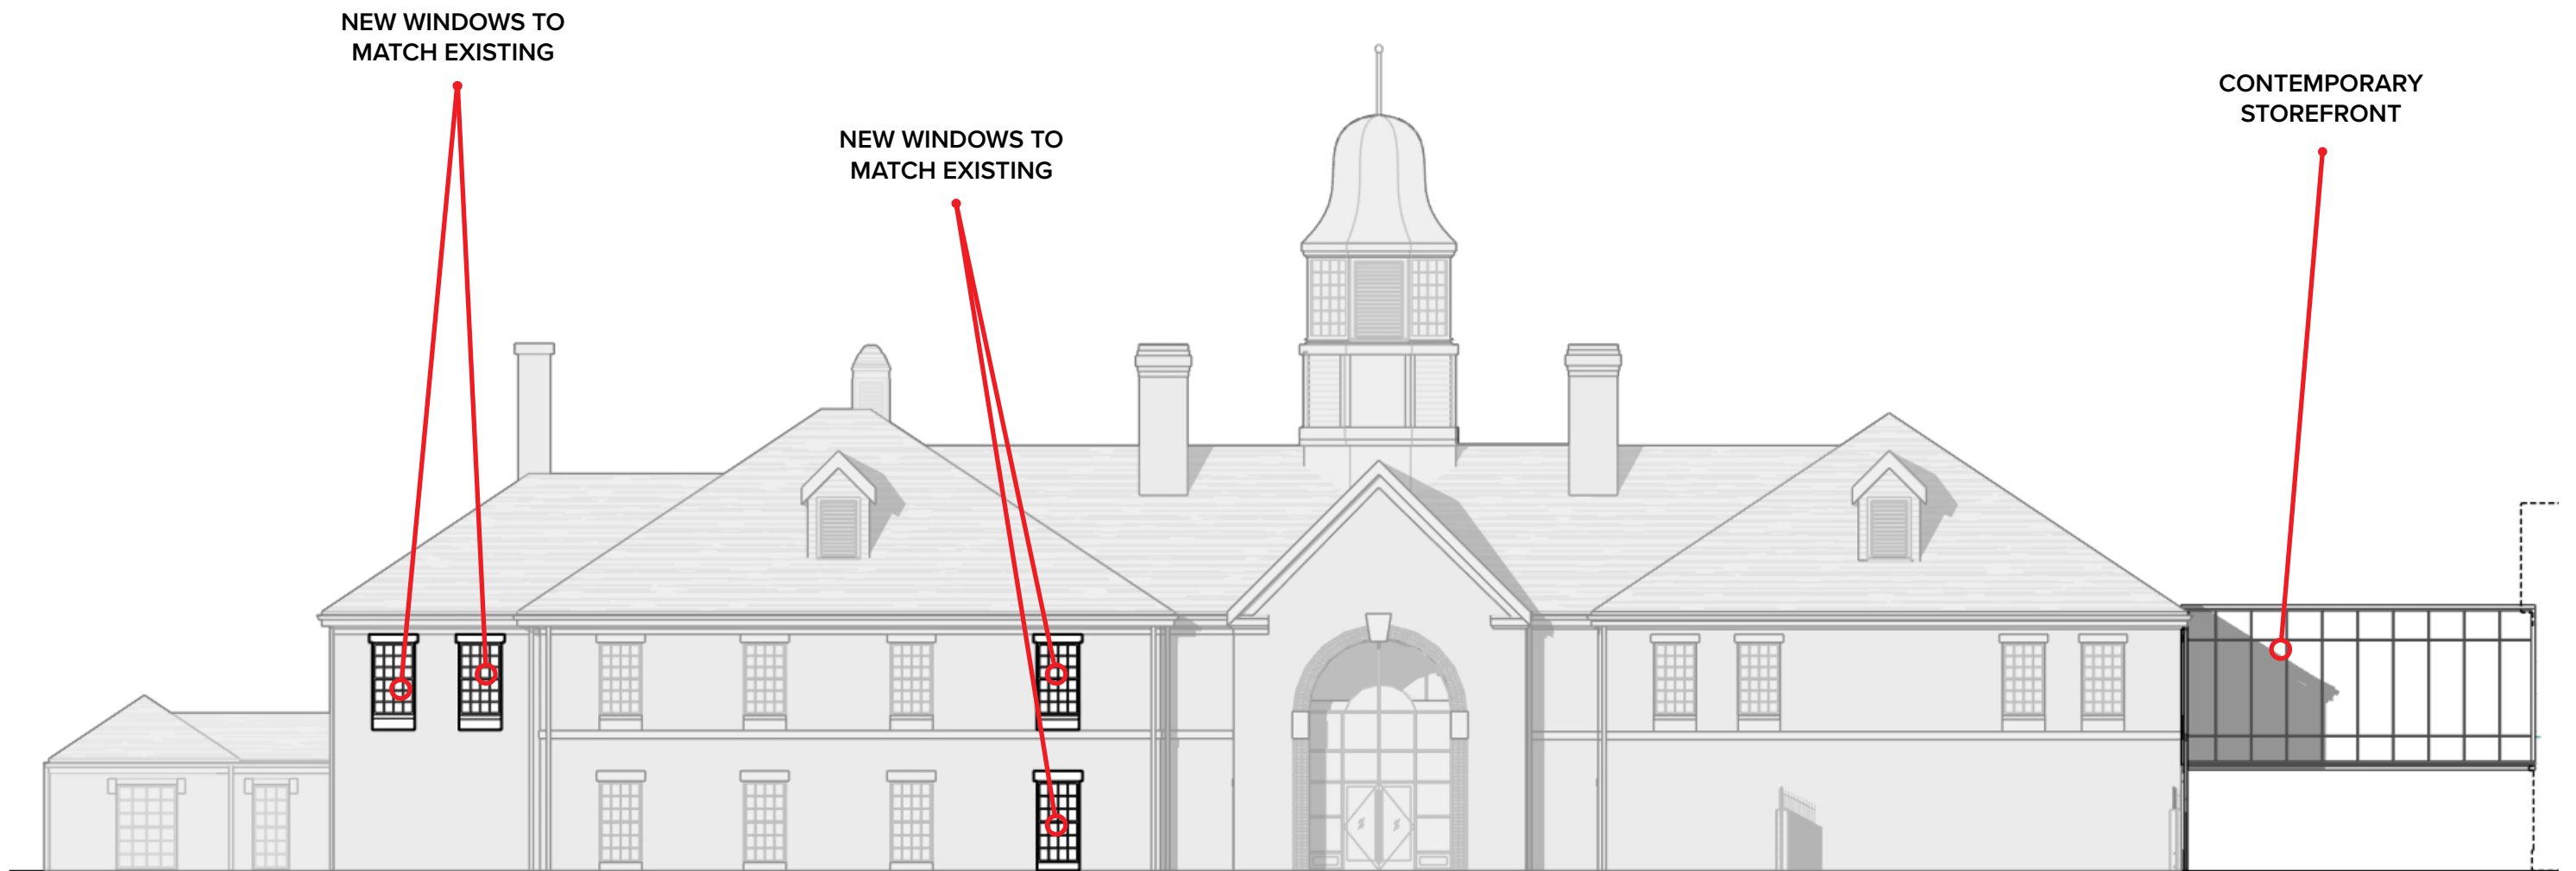 NEW WINDOWS TO
MATCH EXISTING
NEW WINDOWS TO
MATCH EXISTING
CONTEMPORARY
STOREFRONT